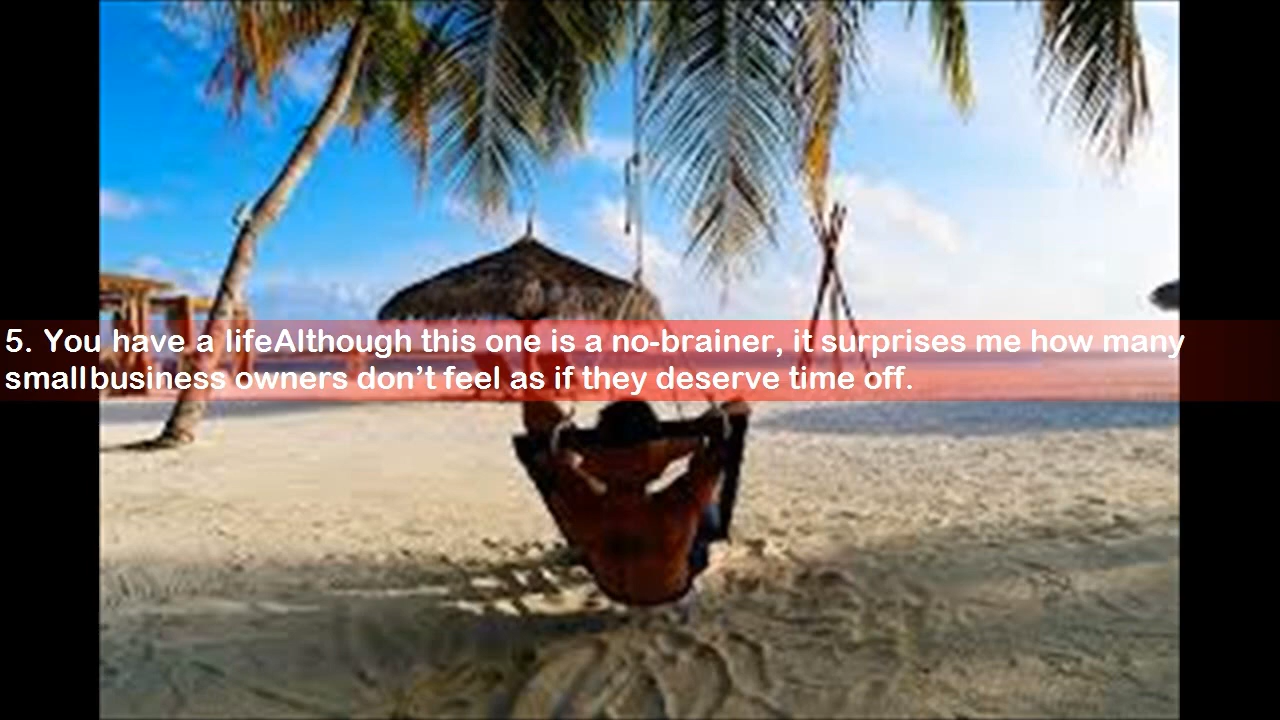 5. You have a lifeAlthough this one is a no-brainer, it surprises me how many
smallbusiness owners don’t feel as if they deserve time off.